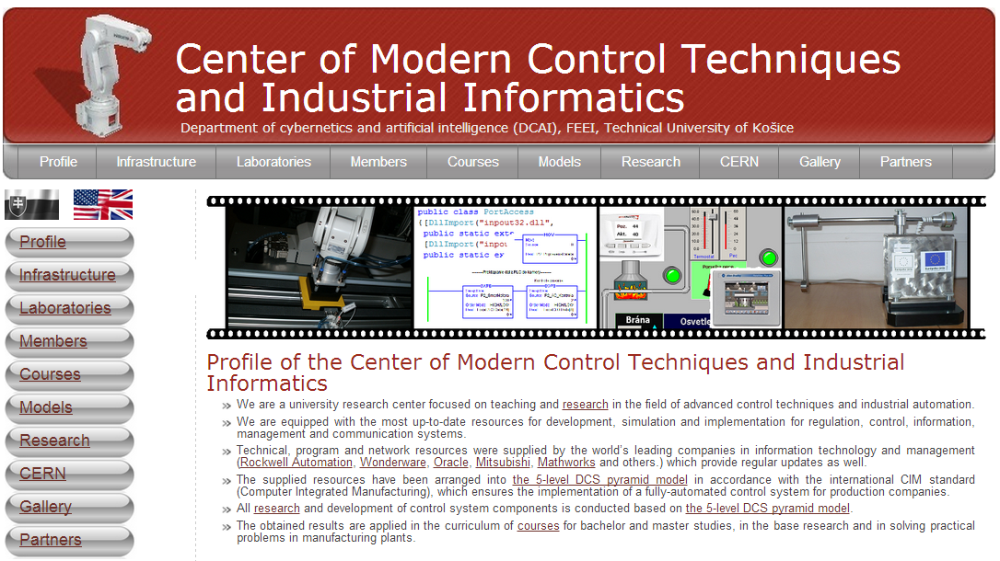 Center of Modern Control Techniques
and Industrial Informatics
Department of cybernetics and artificial intelligence (DCAI), FEEI, Technical University of Košice
Profile Infrastructure Laboratories Members Courses Models Research CERN Gallery Partners
Profile
Infrastructure
Laboratories
Members
Courses
Models
Research
CERN
Gallery
Partners
public class PortAccess
{[DllImport("inpout32.dll",
public static exte
[DllImport("inpou
public static ex
MOV
COPE
COPE
Poz. 44
Akt. 40
Termostat
Pec
Brána
Osvetle
Profile of the Center of Modern Control Techniques and Industrial
Informatics
We are a university research center focused on teaching and research in the field of advanced control techniques and industrial automation.
We are equipped with the most up-to-date resources for development, simulation and implementation for regulation, control, information,
management and communication systems.
Technical, program and network resources were supplied by the world's leading companies in information technology and management
(Rockwell Automation, Wonderware, Oracle, Mitsubishi, Mathworks and others.) which provide regular updates as well.
The supplied resources have been arranged into the 5-level DCS pyramid model in accordance with the international CIM standard
(Computer Integrated Manufacturing), which ensures the implementation of a fully-automated control system for production companies.
All research and development of control system components is conducted based on the 5-level DCS pyramid model.
The obtained results are applied in the curriculum of courses for bachelor and master studies, in the base research and in solving practical
problems in manufacturing plants.